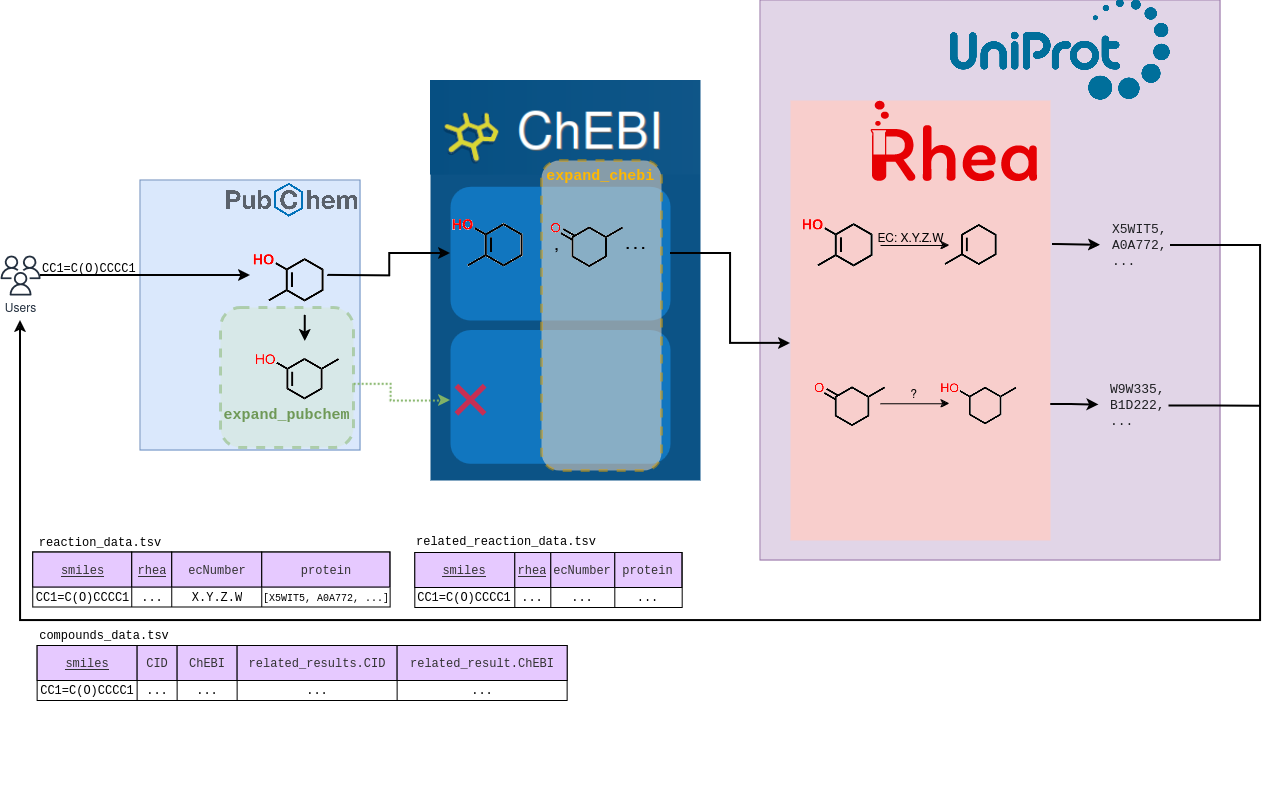 UniProt
ChEBI
Rhea
expand_chebi
PubChem
HO
O
, ...
HO
EC: X.Y.Z.W
X5WIT5,
A0A772,
...
CC1=C(O)CCCC1
HO
Users
HO
expand_pubchem
O
?
HO
W9W335,
B1D222,
...
reaction_data.tsv
smiles rhea ecNumber protein
CC1=C(O)CCCC1 ... X.Y.Z.W [X5WIT5, A0A772, ...]
related_reaction_data.tsv
smiles rhea ecNumber protein
CC1=C(O)CCCC1 ... ... ...
compounds_data.tsv
smiles CID ChEBI related_results.CID related_result.ChEBI
CC1=C(O)CCCC1 ... ... ... ...